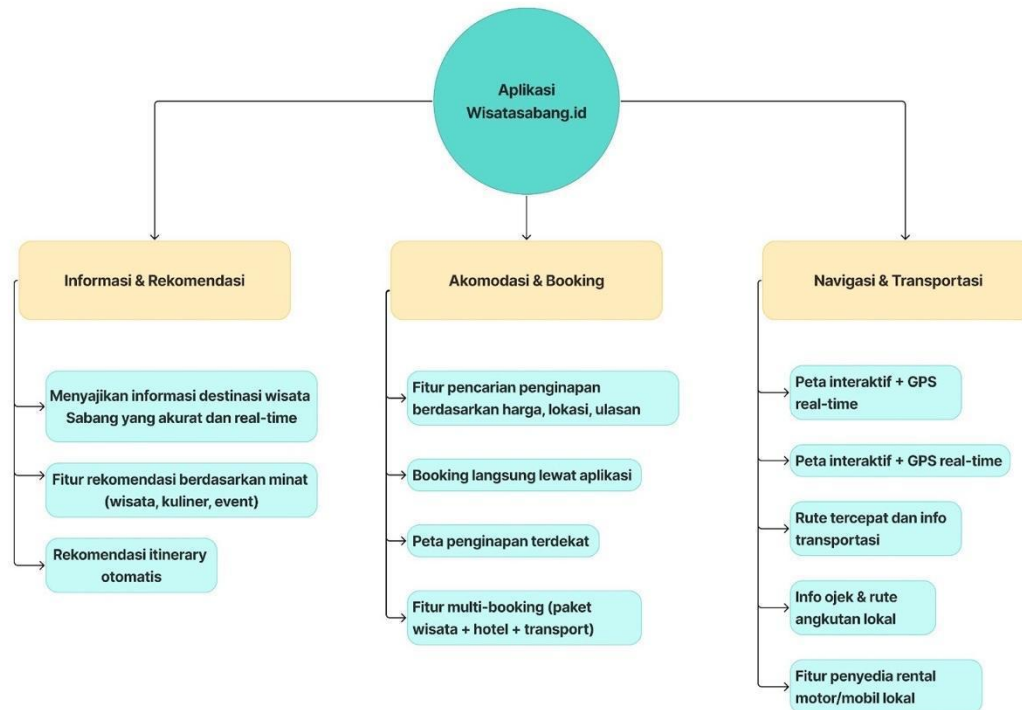 Aplikasi
Wisatasabang.id
Informasi & Rekomendasi
Menyajikan informasi destinasi wisata
Sabang yang akurat dan real-time
Fitur rekomendasi berdasarkan minat
(wisata, kuliner, event)
Rekomendasi itinerary
otomatis
Akomodasi & Booking
Fitur pencarian penginapan
berdasarkan harga, lokasi, ulasan
Booking langsung lewat aplikasi
Peta penginapan terdekat
Fitur multi-booking (paket
wisata + hotel + transport)
Navigasi & Transportasi
Peta interaktif + GPS
real-time
Peta interaktif + GPS real-time
Rute tercepat dan info
transportasi
Info ojek & rute
angkutan lokal
Fitur penyedia rental
motor/mobil lokal